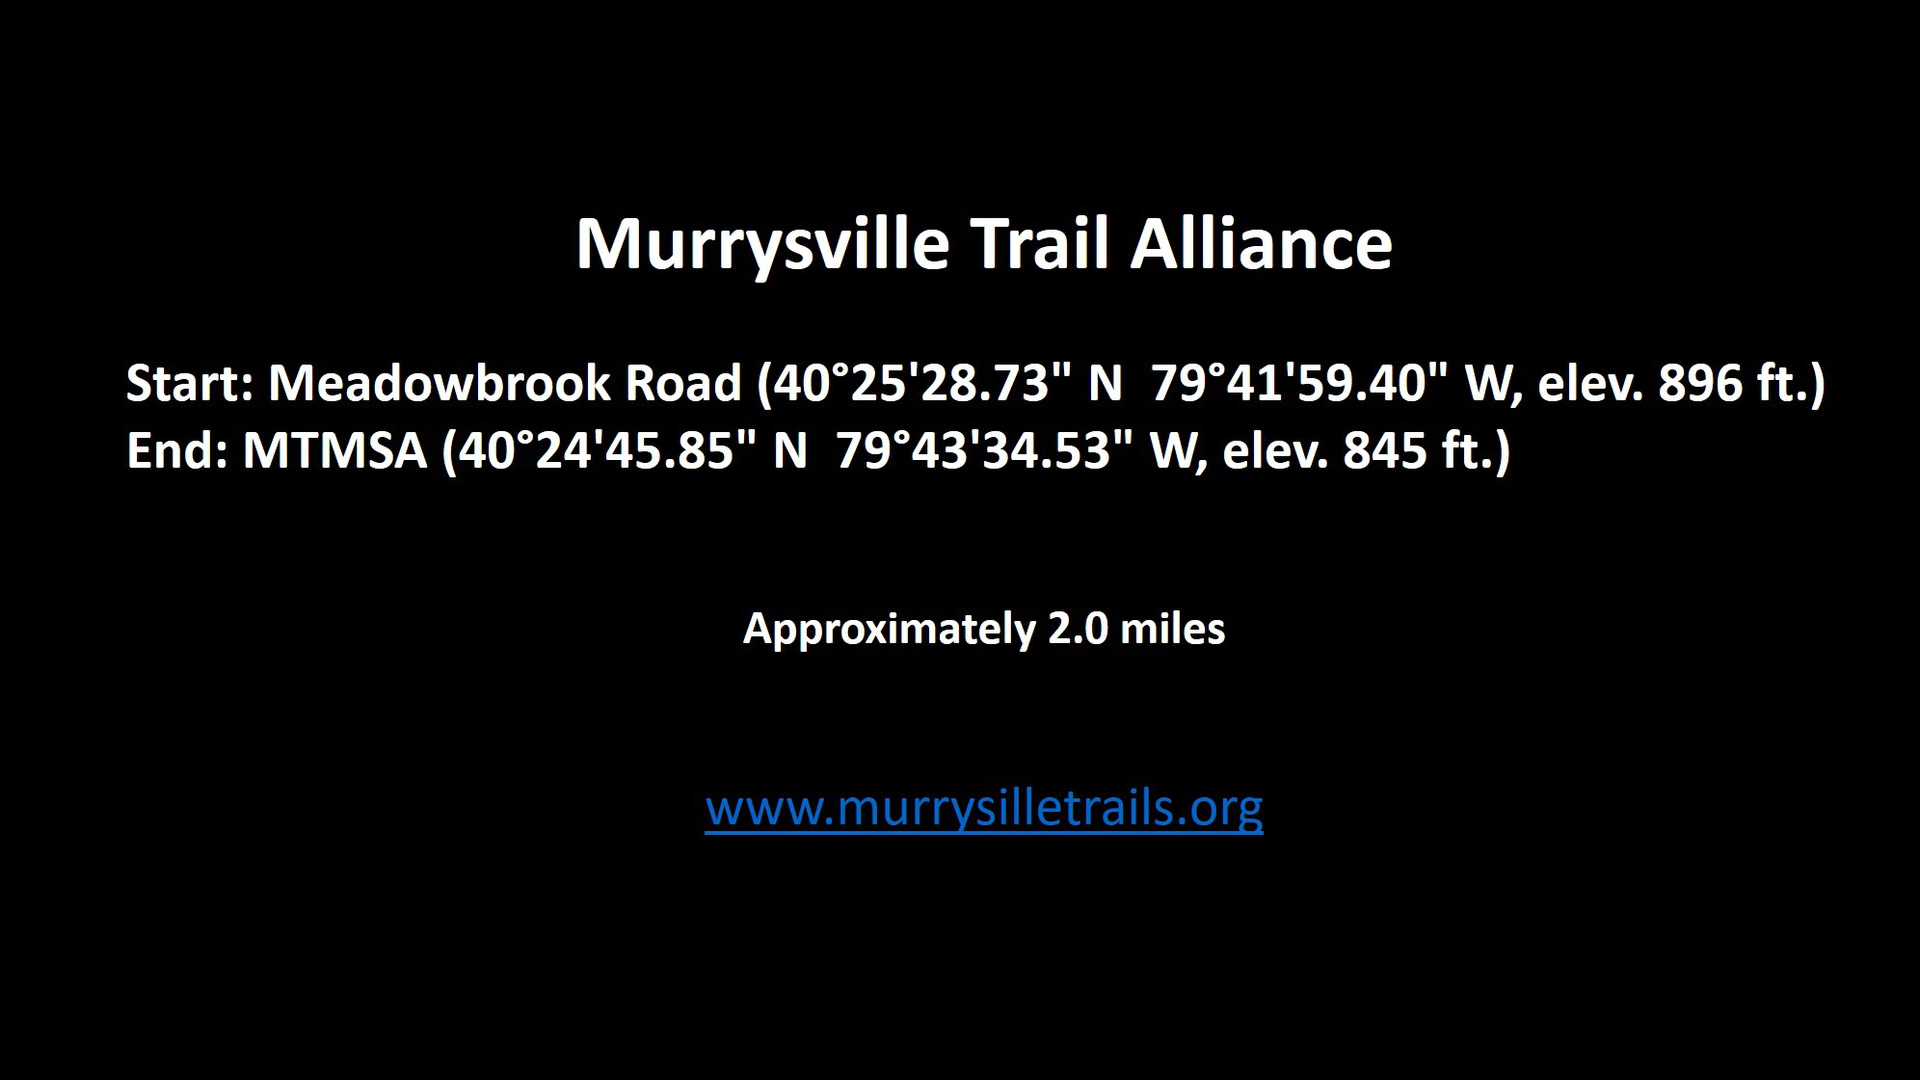 Murrysville Trail Alliance
Start: Meadowbrook Road (40°25'28.73" N  79°41'59.40" W, elev. 896 ft.)
End: MTMSA (40°24'45.85" N  79°43'34.53" W, elev. 845 ft.)
Approximately 2.0 miles
www.murrysilletrails.org